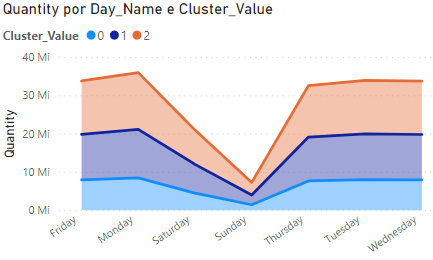 Quantity por Day_Name e Cluster_Value
Cluster_Value 0 1 2
40 Mi
30 Mi
20 Mi
10 Mi
0 Mi
Quantity
Friday
Monday
Saturday
Sunday
Thursday
Tuesday
Wednesday